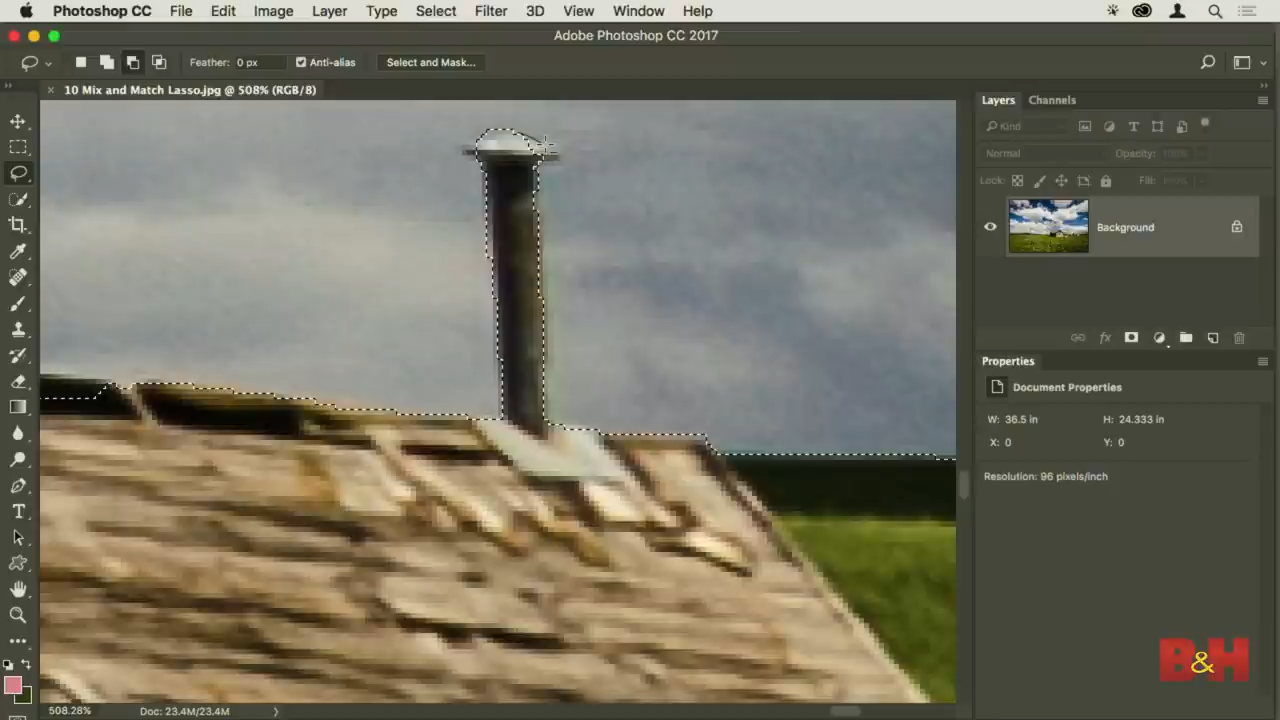 Photoshop CC File Edit Image Layer Type Select Filter 3D View Window Help
Adobe Photoshop CC 2017
Feather: 0 px Anti-alias Select and Mask...
× 10 Mix and Match Lasso.jpg @ 508% (RGB/8)
Layers Channels
Kind
Normal Opacity: 100%
Lock: Fill: 100%
Background
Properties
Document Properties
W: 36.5 in H: 24.333 in
X: 0 Y: 0
Resolution: 96 pixels/inch
B&H
508.28% Doc: 23.4M/23.4M